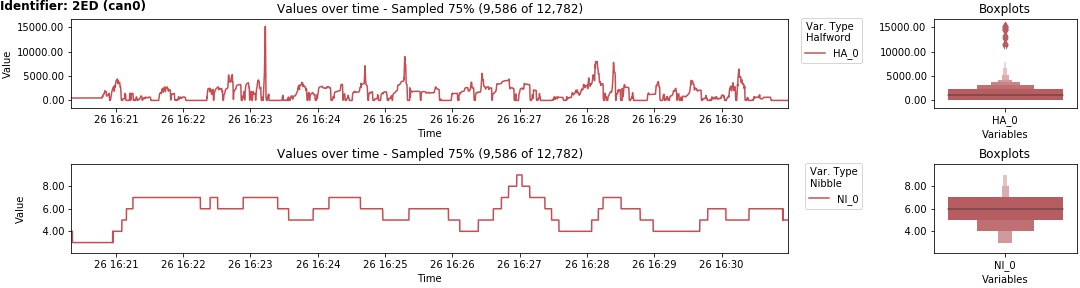 Identifier: 2ED (can0)
Values over time - Sampled 75% (9,586 of 12,782)
Boxplots
Value
15000.00
10000.00
5000.00
0.00
Var. Type
Halfword
HA_0
15000.00
10000.00
5000.00
0.00
26 16:21 26 16:22 26 16:23 26 16:24 26 16:25 26 16:26 26 16:27 26 16:28 26 16:29 26 16:30
HA_0
Time
Variables
Values over time - Sampled 75% (9,586 of 12,782)
Boxplots
Value
8.00
6.00
4.00
Var. Type
Nibble
NI_0
8.00
6.00
4.00
26 16:21 26 16:22 26 16:23 26 16:24 26 16:25 26 16:26 26 16:27 26 16:28 26 16:29 26 16:30
NI_0
Time
Variables